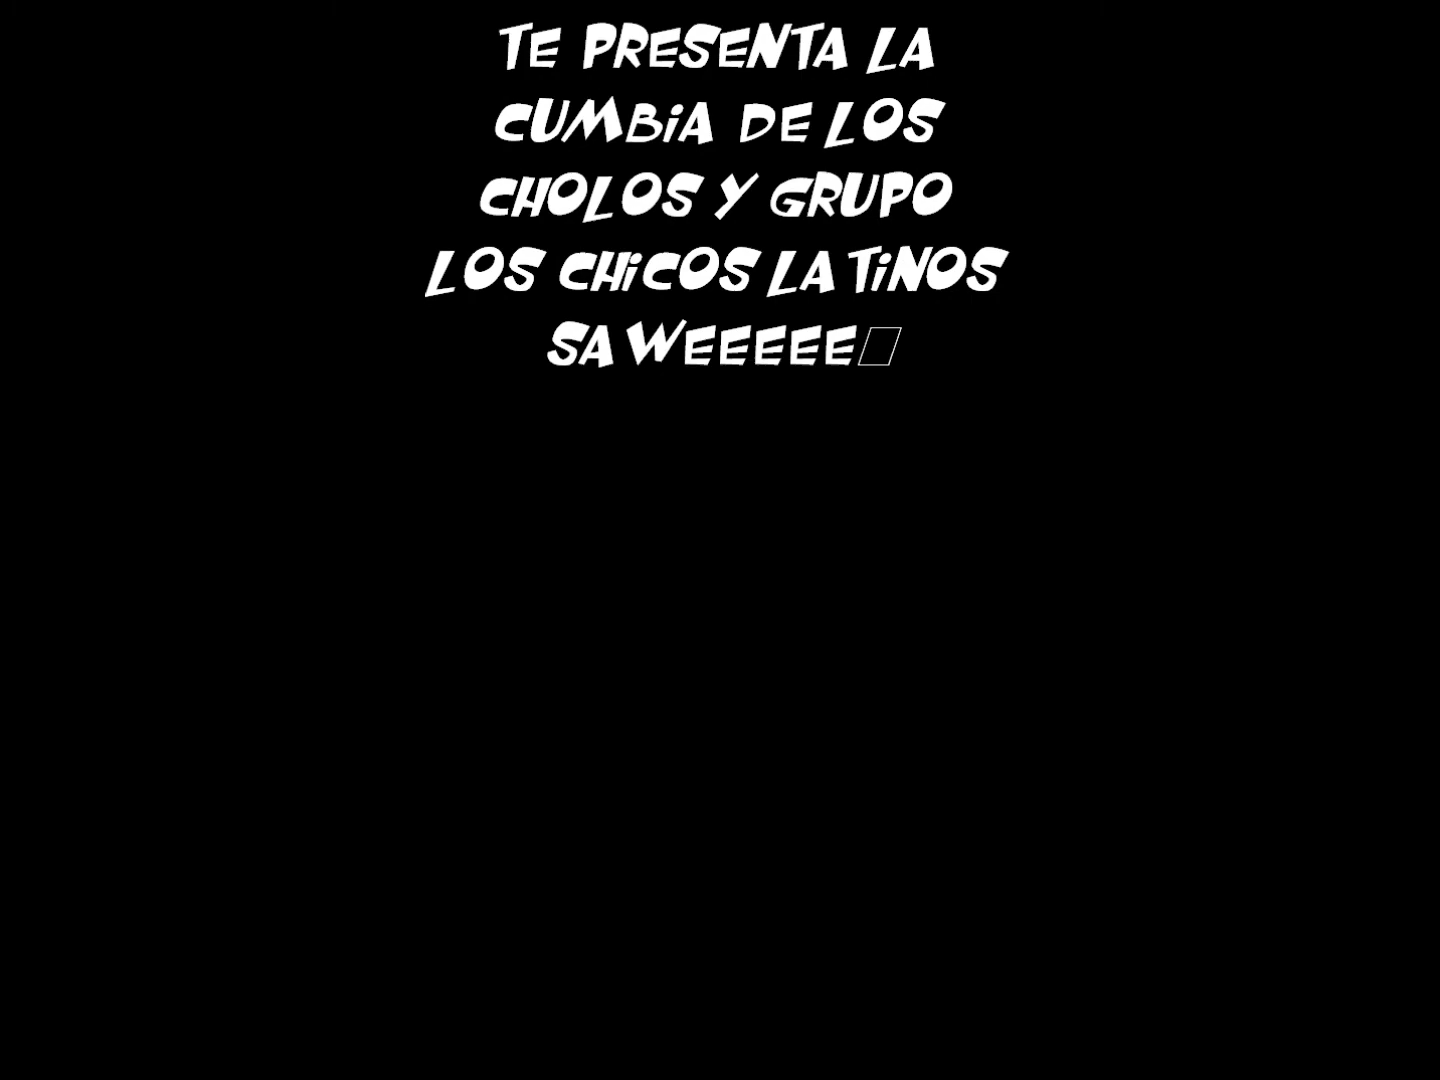 TE PRESENTA LA
CUMBiA DE LOS
CHOLOS Y GRUPO
LOS CHiCOS LATiNOS
SAWEEEEE